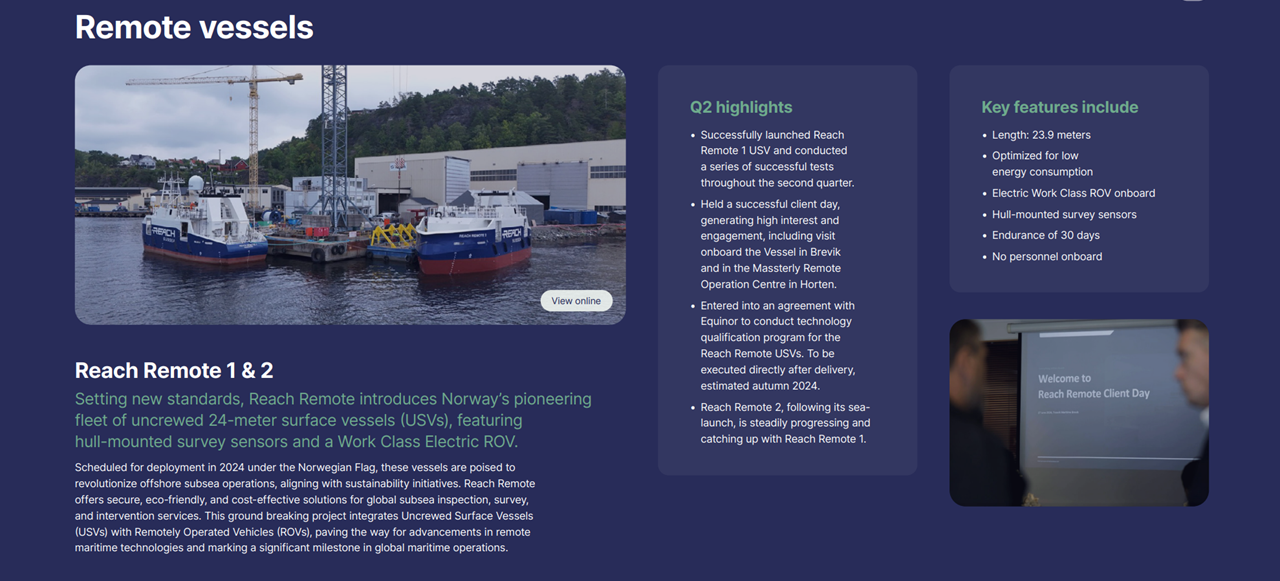 Remote vessels
REACH
SUBSEA
REACH REMOTE 1
REACH
View online
Reach Remote 1 & 2
Setting new standards, Reach Remote introduces Norway's pioneering
fleet of uncrewed 24-meter surface vessels (USVs), featuring
hull-mounted survey sensors and a Work Class Electric ROV.
Scheduled for deployment in 2024 under the Norwegian Flag, these vessels are poised to
revolutionize offshore subsea operations, aligning with sustainability initiatives. Reach Remote
offers secure, eco-friendly, and cost-effective solutions for global subsea inspection, survey,
and intervention services. This ground breaking project integrates Uncrewed Surface Vessels
(USVs) with Remotely Operated Vehicles (ROVs), paving the way for advancements in remote
maritime technologies and marking a significant milestone in global maritime operations.
Q2 highlights
• Successfully launched Reach
Remote 1 USV and conducted
a series of successful tests
throughout the second quarter.
• Held a successful client day,
generating high interest and
engagement, including visit
onboard the Vessel in Brevik
and in the Massterly Remote
Operation Centre in Horten.
• Entered into an agreement with
Equinor to conduct technology
qualification program for the
Reach Remote USVs. To be
executed directly after delivery,
estimated autumn 2024.
• Reach Remote 2, following its sea-
launch, is steadily progressing and
catching up with Reach Remote 1.
Key features include
• Length: 23.9 meters
• Optimized for low
energy consumption
• Electric Work Class ROV onboard
• Hull-mounted survey sensors
• Endurance of 30 days
• No personnel onboard
Welcome to
Reach Remote Client Day